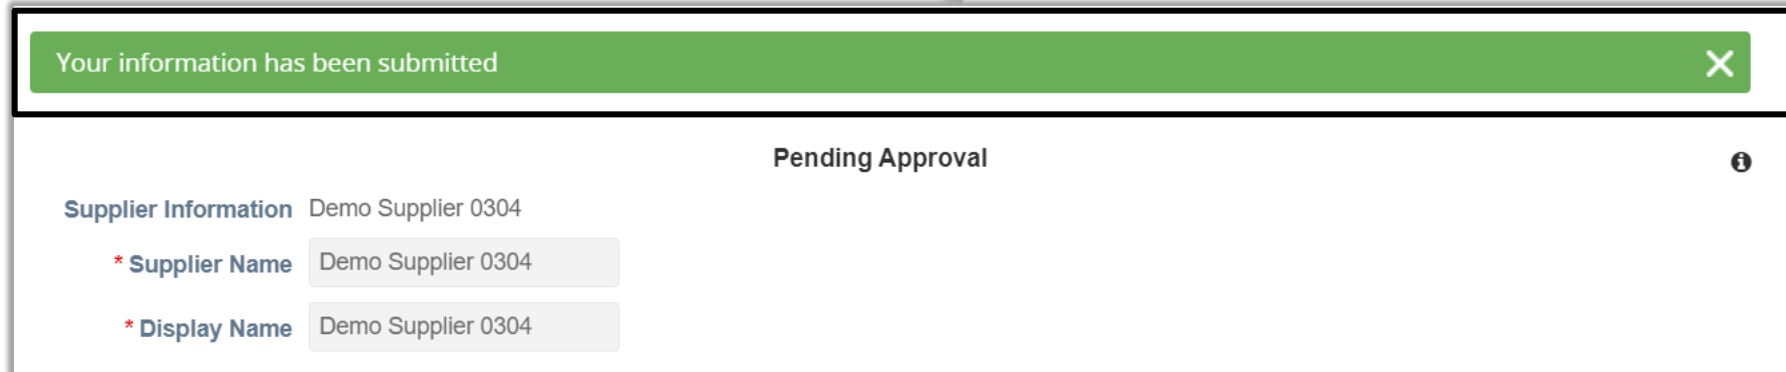 Your information has been submitted
Pending Approval
Supplier Information Demo Supplier 0304
* Supplier Name Demo Supplier 0304
* Display Name Demo Supplier 0304